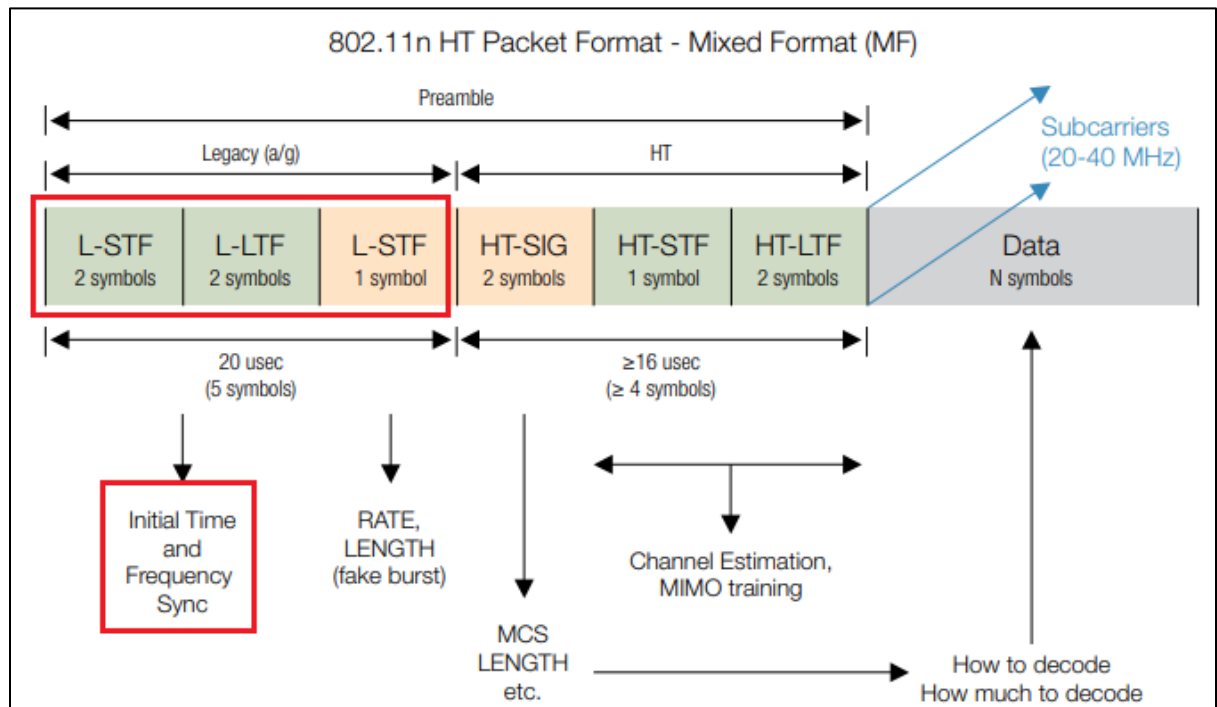 802.11n HT Packet Format - Mixed Format (MF)
Preamble
Subcarriers
(20-40 MHz)
Legacy (a/g)
HT
L-STF
2 symbols
L-LTF
2 symbols
L-STF
1 symbol
HT-SIG
2 symbols
HT-STF
1 symbol
HT-LTF
2 symbols
Data
N symbols
20 usec
(5 symbols)
≥16 usec
(≥ 4 symbols)
Initial Time
and
Frequency
Sync
RATE,
LENGTH
(fake burst)
Channel Estimation,
MIMO training
MCS
LENGTH
etc.
How to decode
How much to decode